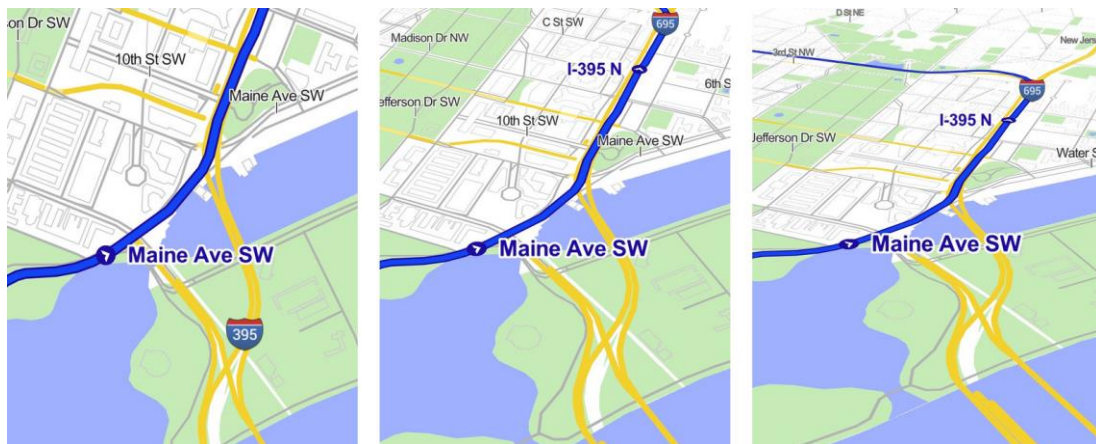 son Dr SW
10th St SW
Maine Ave SW
Maine Ave SW
395
C St SW
695
Madison Dr NW
I-395 N
6th S
efferson Dr SW
10th St SW
Maine Ave SW
Maine Ave SW
D St NE
New Jers
3rd St NW
695
I-395 N
Jefferson Dr SW
Water S
Maine Ave SW